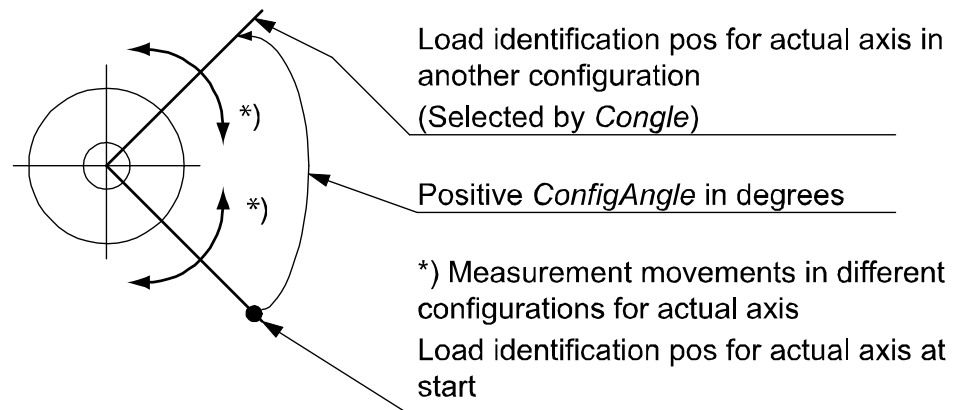 Load identification pos for actual axis in
another configuration
(Selected by Congle)
*)
Positive ConfigAngle in degrees
*)
*) Measurement movements in different
configurations for actual axis
Load identification pos for actual axis at
start